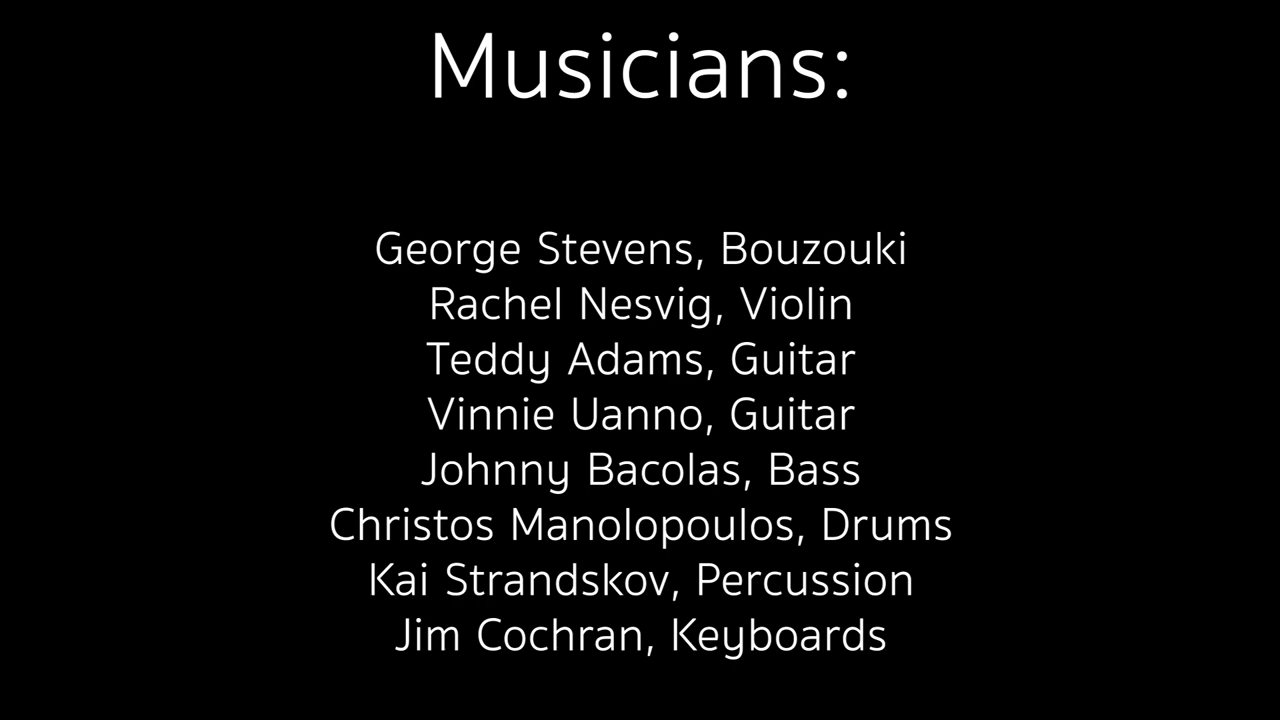 Musicians:
George Stevens, Bouzouki
Rachel Nesvig, Violin
Teddy Adams, Guitar
Vinnie Uanno, Guitar
Johnny Bacolas, Bass
Christos Manolopoulos, Drums
Kai Strandskov, Percussion
Jim Cochran, Keyboards